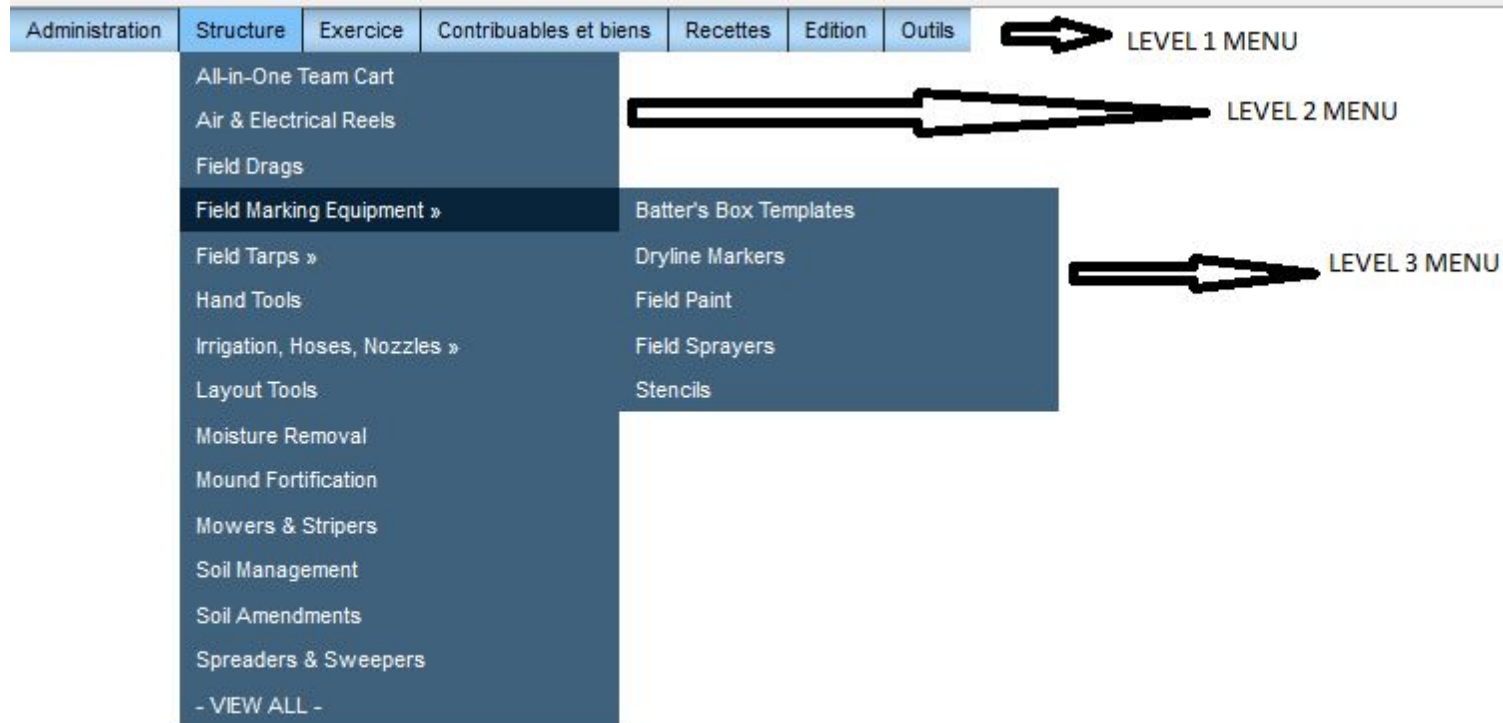 Administration Structure Exercice Contribuables et biens Recettes Edition Outils LEVEL 1 MENU
All-in-One Team Cart
Air & Electrical Reels LEVEL 2 MENU
Field Drags
Field Marking Equipment » Batter's Box Templates
Field Tarps » Dryline Markers LEVEL 3 MENU
Hand Tools Field Paint
Irrigation, Hoses, Nozzles » Field Sprayers
Layout Tools Stencils
Moisture Removal
Mound Fortification
Mowers & Stripers
Soil Management
Soil Amendments
Spreaders & Sweepers
- VIEW ALL -